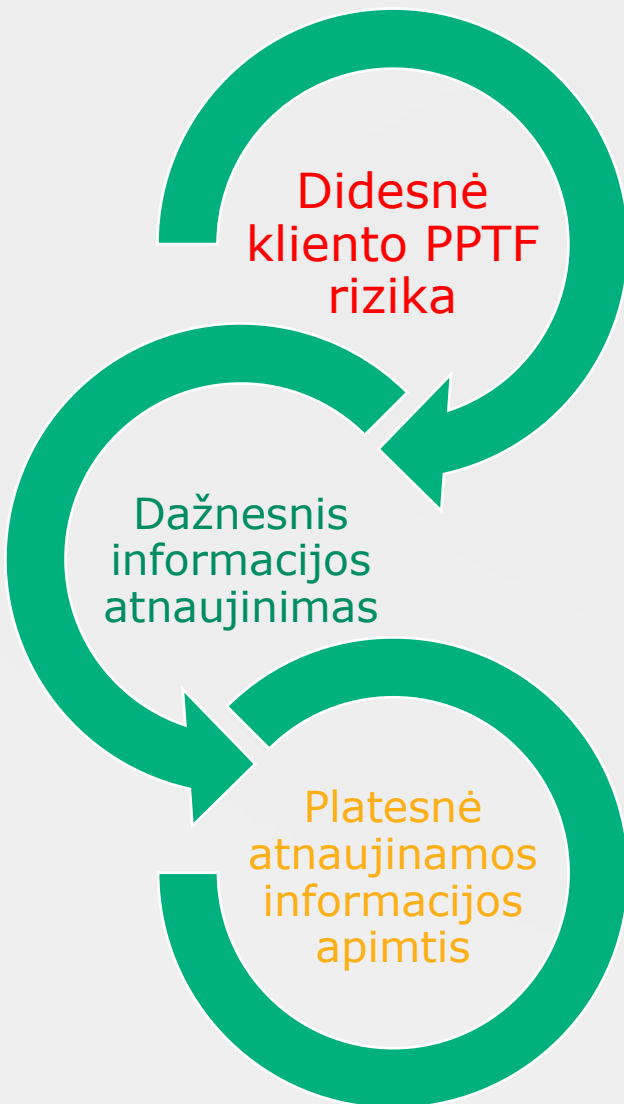 Didesnė
kliento PPTF
rizika
Dažnesnis
informacijos
atnaujinimas
Platesnė
atnaujinamos
informacijos
apimtis